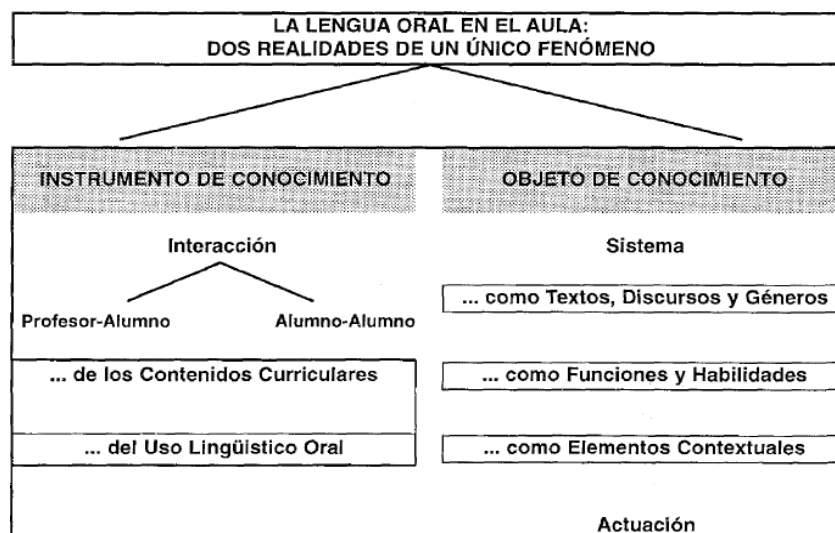 LA LENGUA ORAL EN EL AULA:
DOS REALIDADES DE UN ÚNICO FENÓMENO
INSTRUMENTO DE CONOCIMIENTO
Interacción
Profesor-Alumno
Alumno-Alumno
... de los Contenidos Curriculares
... del Uso Lingüistico Oral
OBJETO DE CONOCIMIENTO
Sistema
... como Textos, Discursos y Géneros
... como Funciones y Habilidades
... como Elementos Contextuales
Actuación